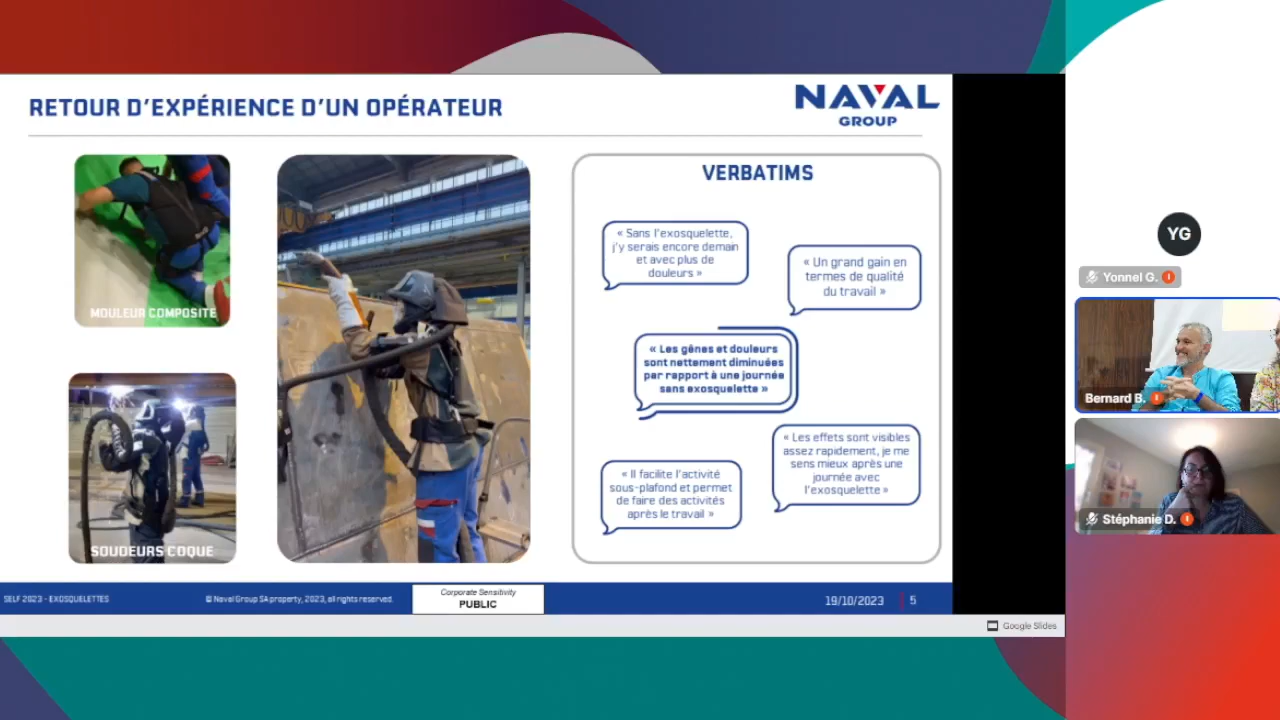 RETOUR D'EXPÉRIENCE D'UN OPÉRATEUR
NAVAL
GROUP
MOULEUR COMPOSITE
SOUDEURS COQUE
VERBATIMS
« Sans l'exosquelette,
j'y serais encore demain
et avec plus de
douleurs »
« Un grand gain en
termes de qualité
du travail »
« Les gênes et douleurs
sont nettement diminuées
par rapport à une journée
sans exosquelette »
« Les effets sont visibles
assez rapidement, je me
sens mieux après une
journée avec
l'exosquelette »
« Il facilite l'activité
sous-plafond et permet
de faire des activités
après le travail »
SELF 2023 - EXOSQUELETTES
© Naval Group SA property, 2023, all rights reserved.
Corporate Sensitivity
PUBLIC
19/10/2023
5
Google Slides
YG
Yonnel G.
Bernard B.
Stéphanie D.